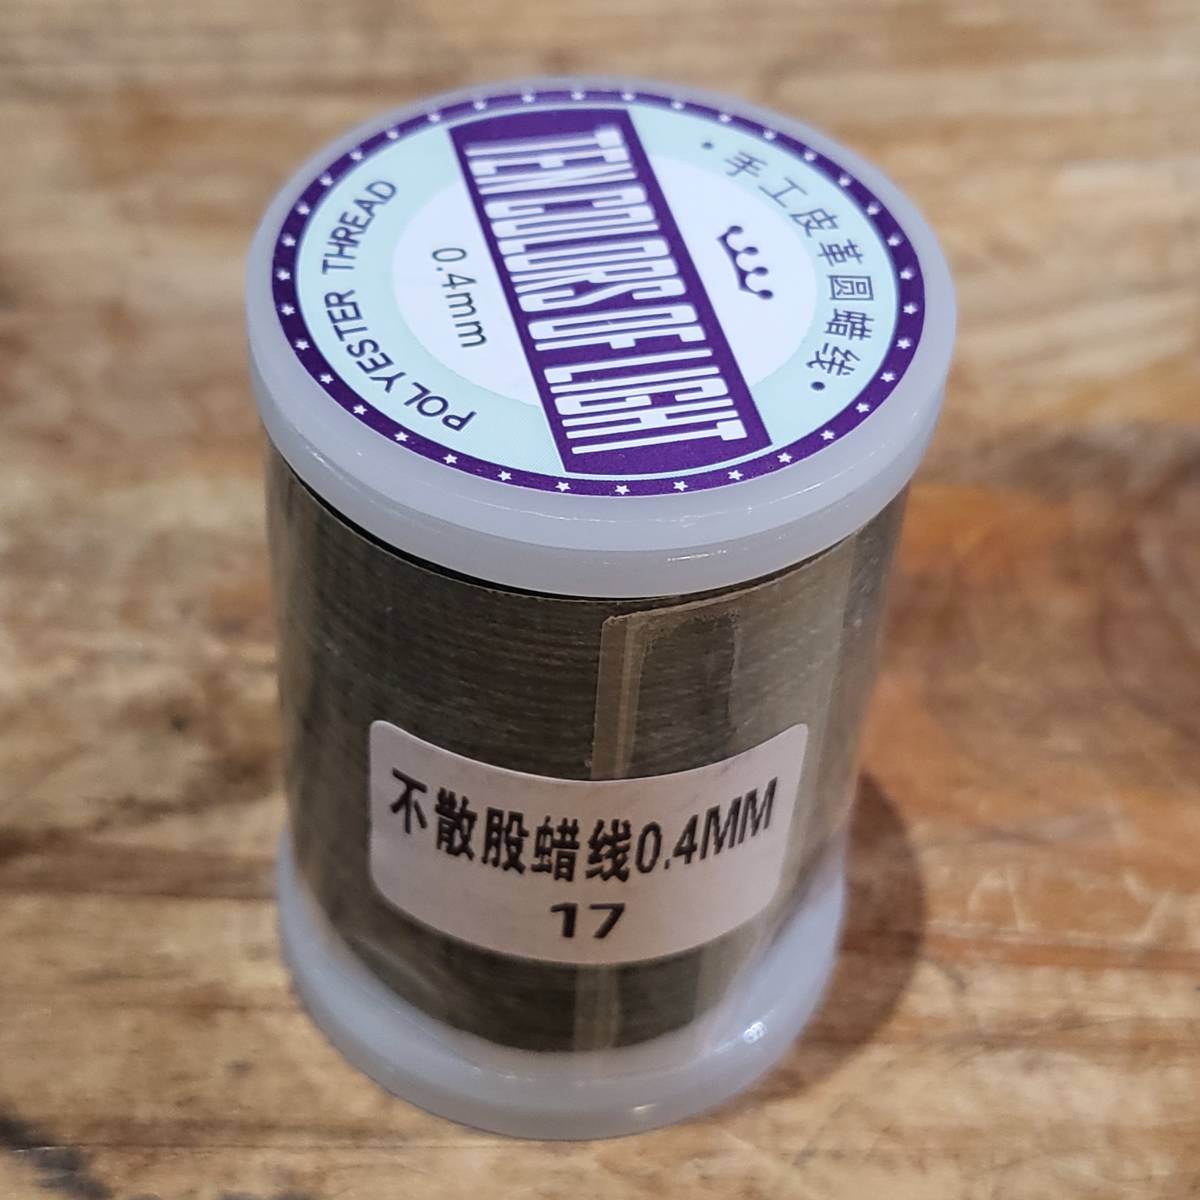 ·手工皮革圆蜡线·
TEN COLORS OF LIGHT
0.4mm
POLYESTER THREAD
不散股蜡线0.4MM
17